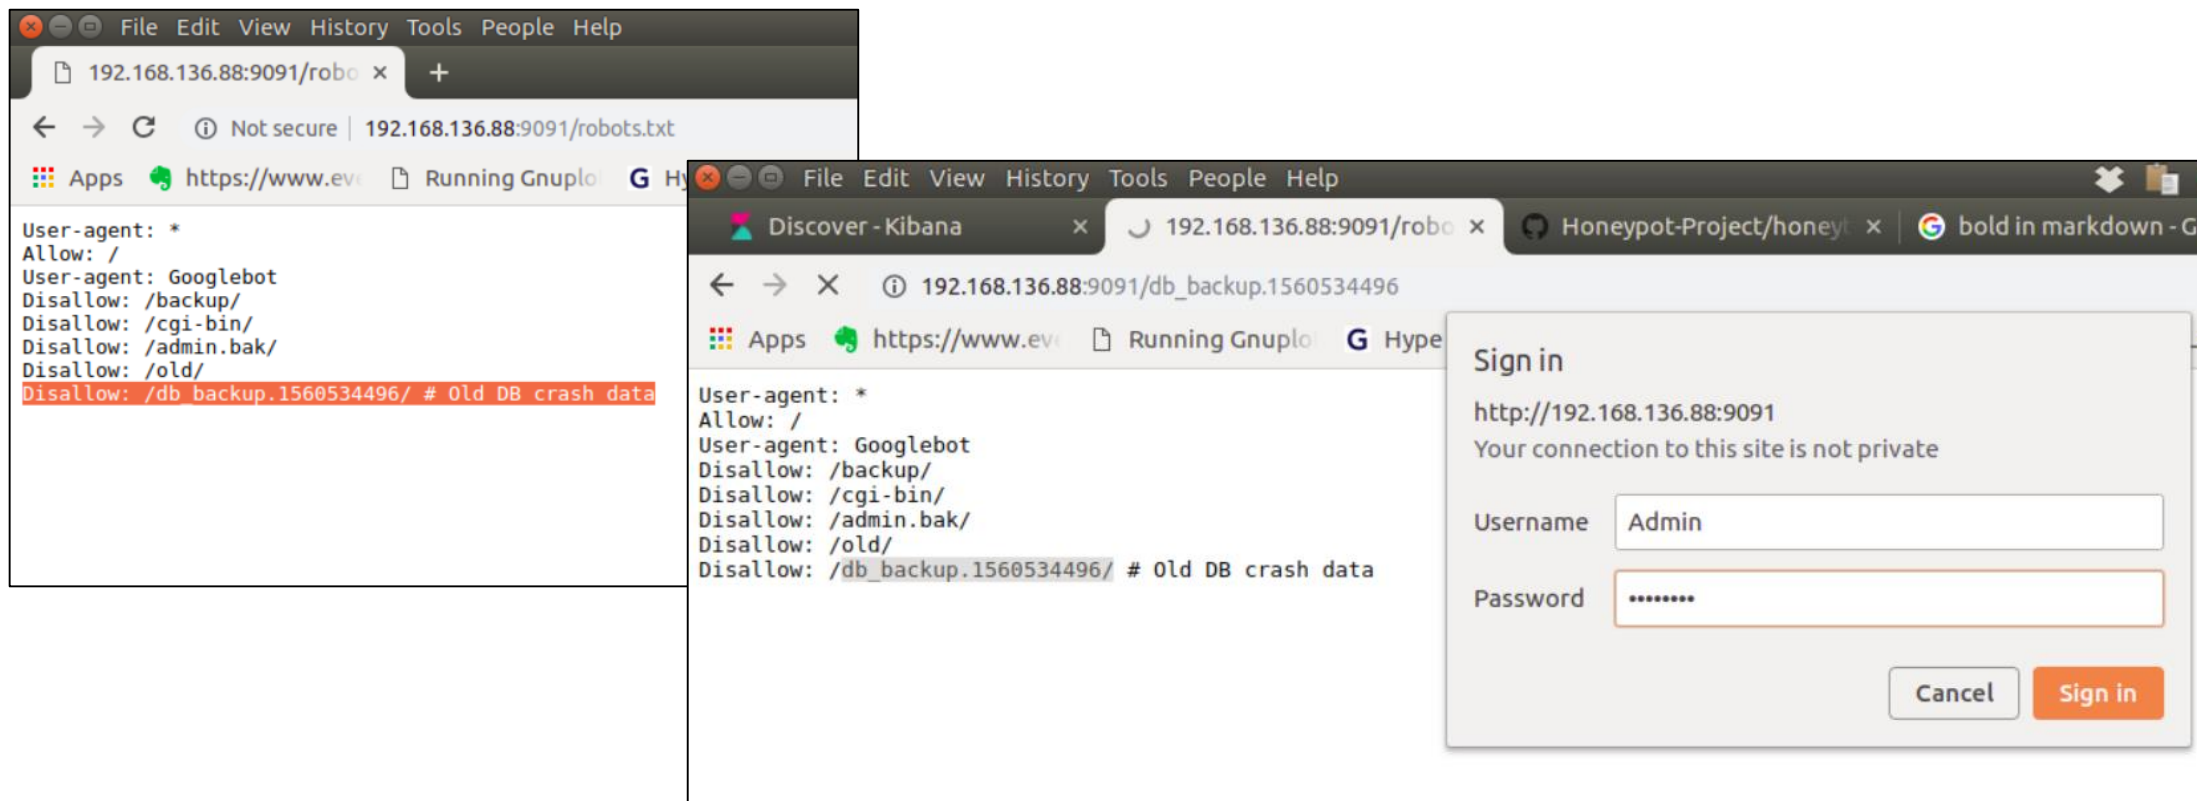 File Edit View History Tools People Help
192.168.136.88:9091/robo
Not secure | 192.168.136.88:9091/robots.txt
Apps https://www.eve Running Gnuplo G Hy
User-agent: *
Allow: /
User-agent: Googlebot
Disallow: /backup/
Disallow: /cgi-bin/
Disallow: /admin.bak/
Disallow: /old/
Disallow: /db_backup.1560534496/ # Old DB crash data
File Edit View History Tools People Help
Discover - Kibana 192.168.136.88:9091/robo Honeypot-Project/honeyt G bold in markdown - G
192.168.136.88:9091/db_backup.1560534496
Apps https://www.eve Running Gnuplo G Hype
User-agent: *
Allow: /
User-agent: Googlebot
Disallow: /backup/
Disallow: /cgi-bin/
Disallow: /admin.bak/
Disallow: /old/
Disallow: /db_backup.1560534496/ # Old DB crash data
Sign in
http://192.168.136.88:9091
Your connection to this site is not private
Username Admin
Password ••••••••
Cancel Sign in